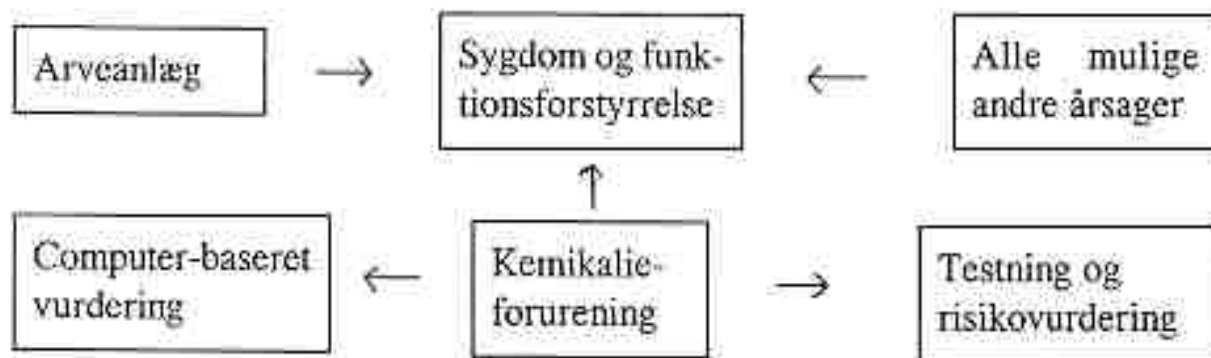 Arveanlæg
Sygdom og funk-
tionsforstyrrelse
Alle mulige
andre årsager
Computer-baseret
vurdering
Kemikalie-
forurening
Testning og
risikovurdering